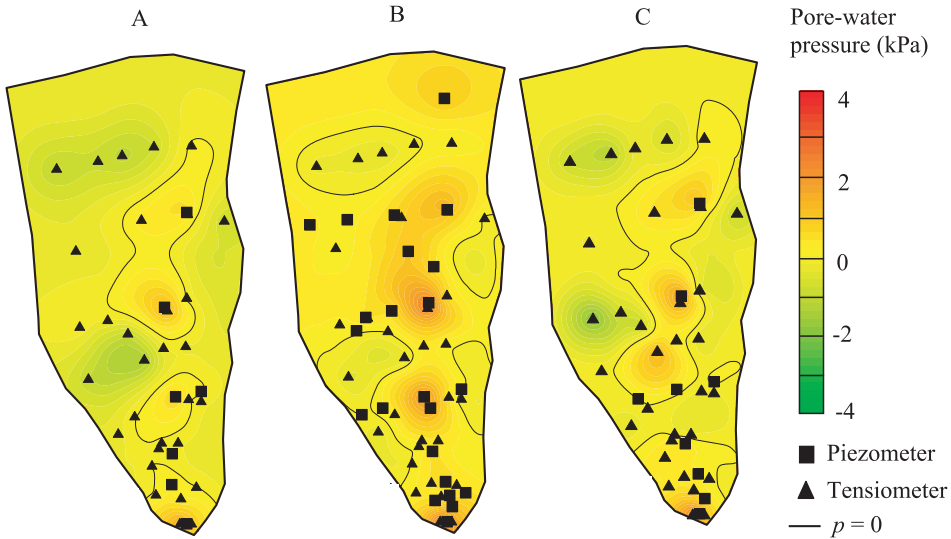 A
B
C
Pore-water
pressure (kPa)
4
2
0
-2
-4
Piezometer
Tensiometer
p = 0